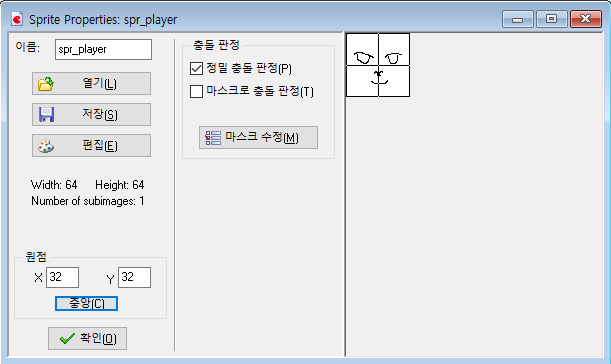 Sprite Properties: spr_player
이름: spr_player
열기(L)
저장(S)
편집(E)
Width: 64 Height: 64
Number of subimages: 1
원점
X 32 Y 32
중앙(C)
확인(O)
충돌 판정
정밀 충돌 판정(P)
마스크로 충돌 판정(T)
마스크 수정(M)